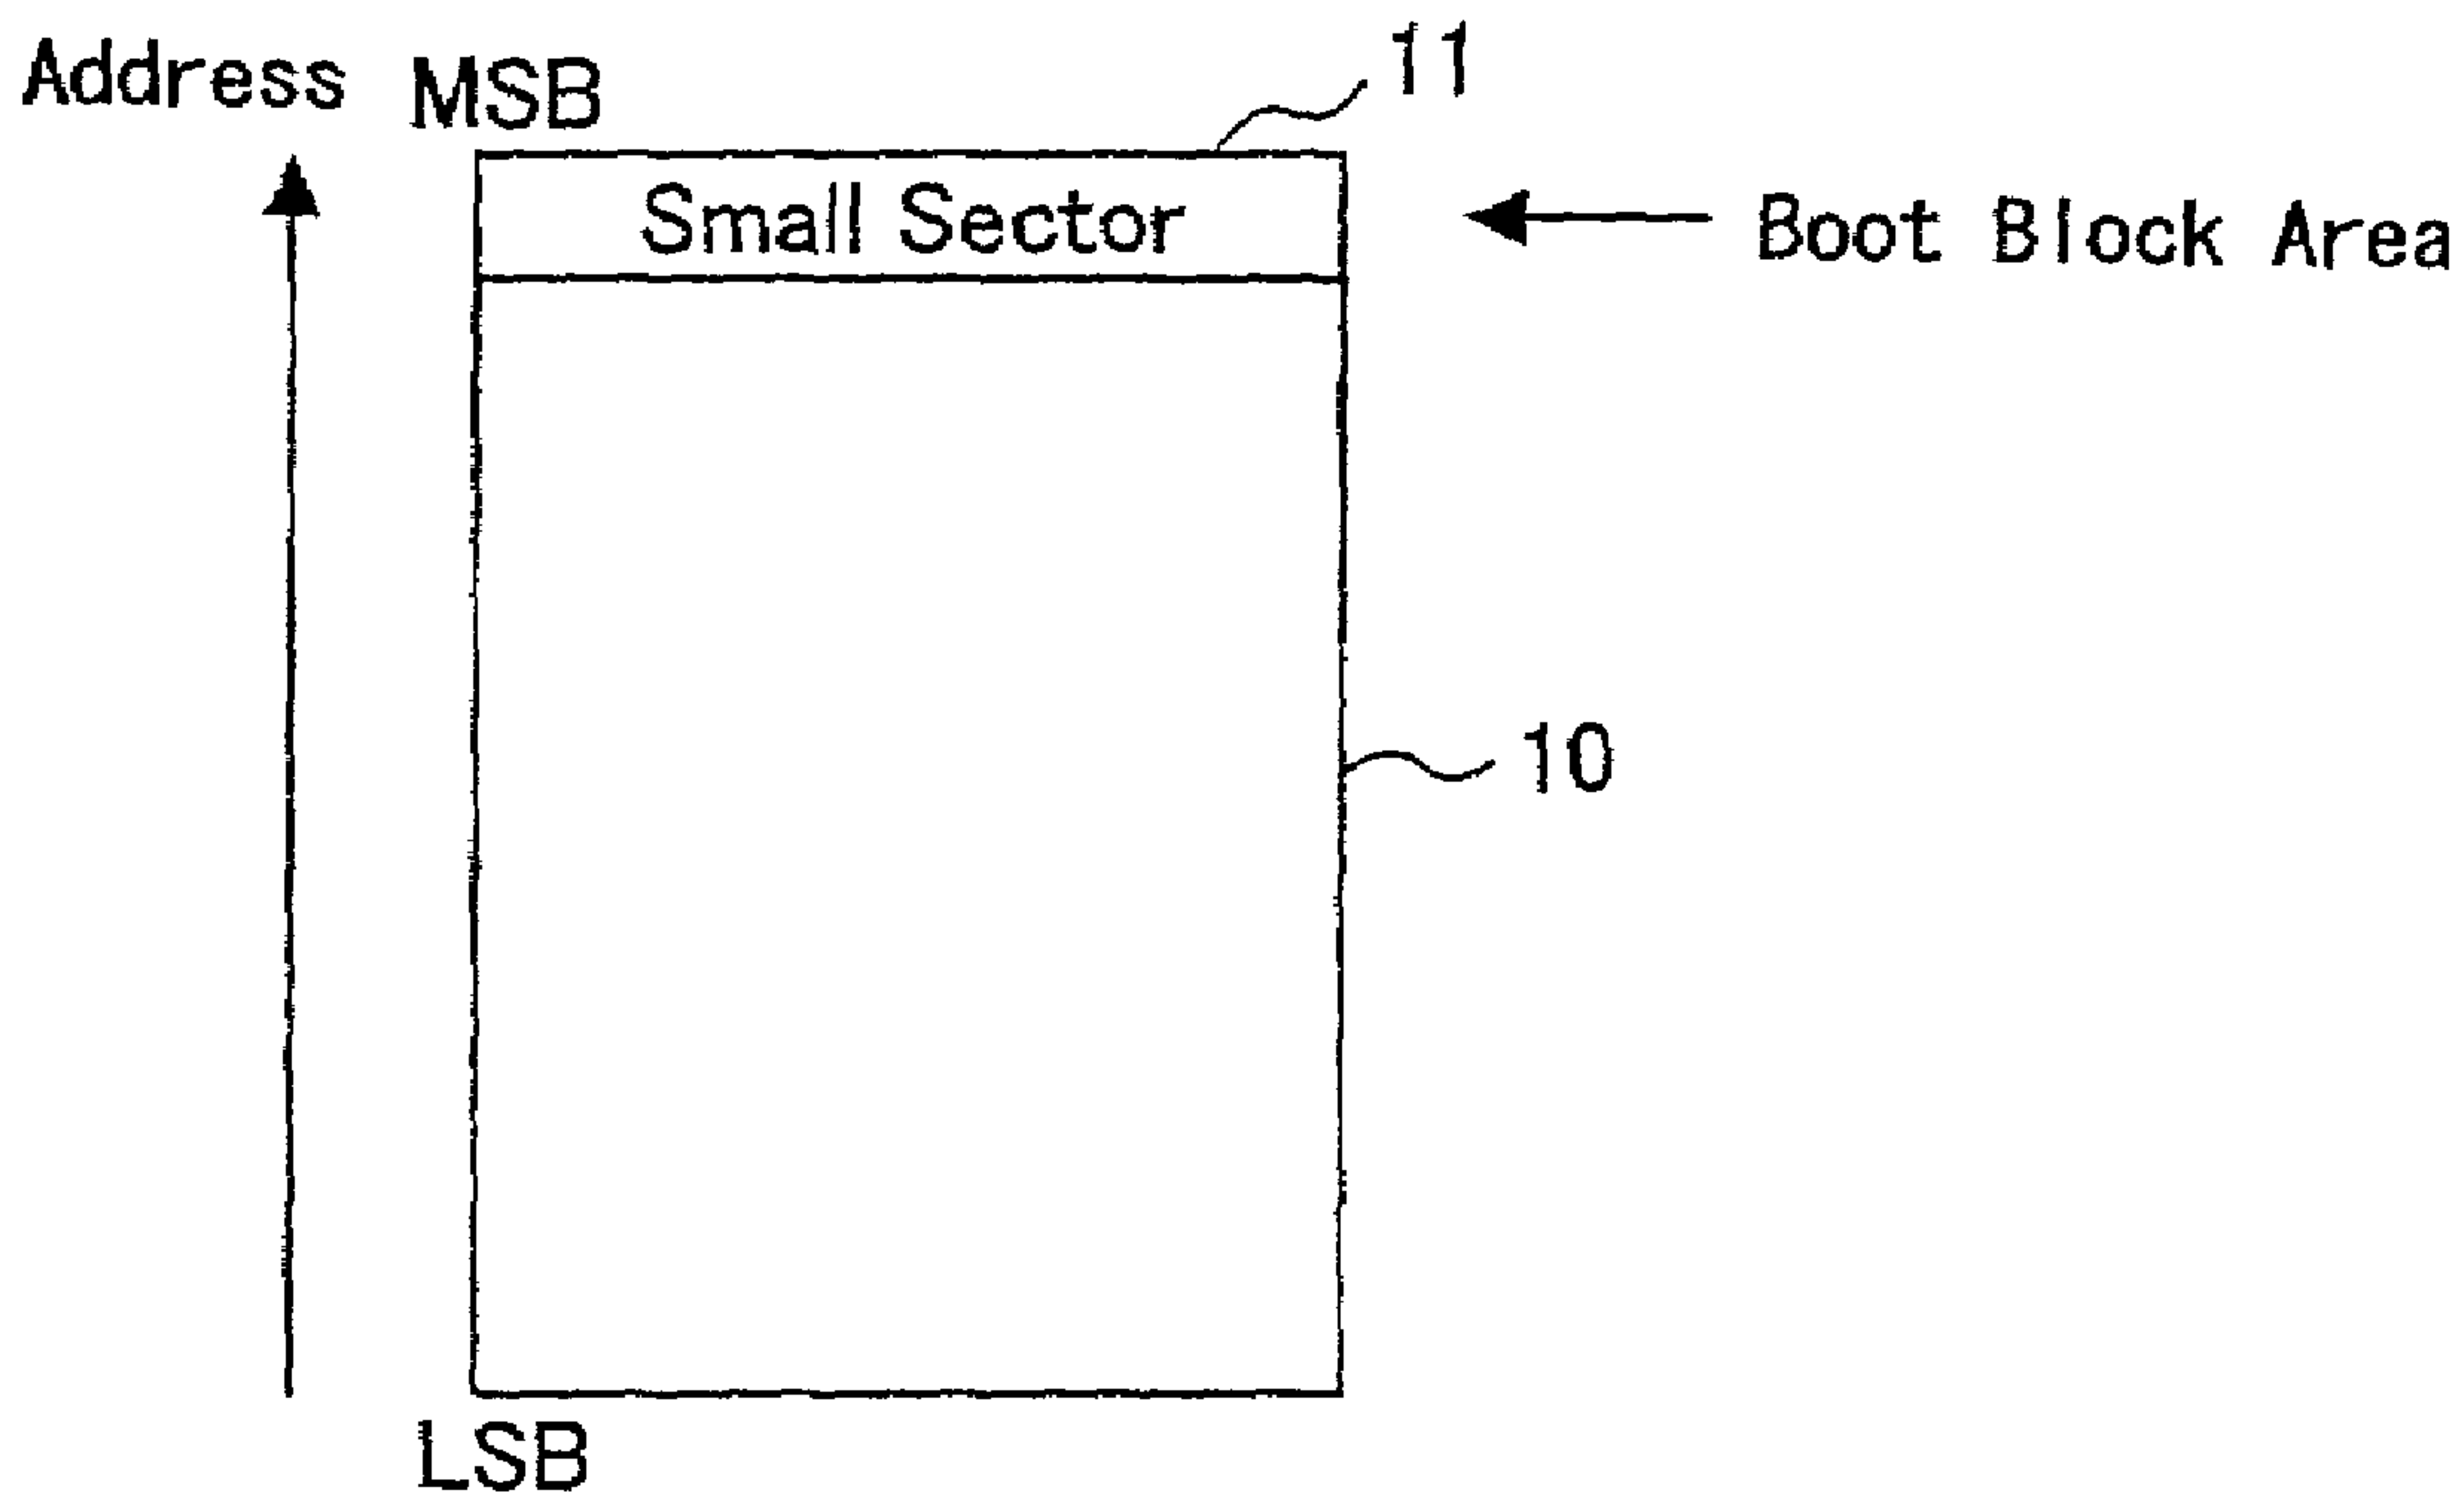 Address
MSB
11
Small Sector
Boot Block Area
10
LSB